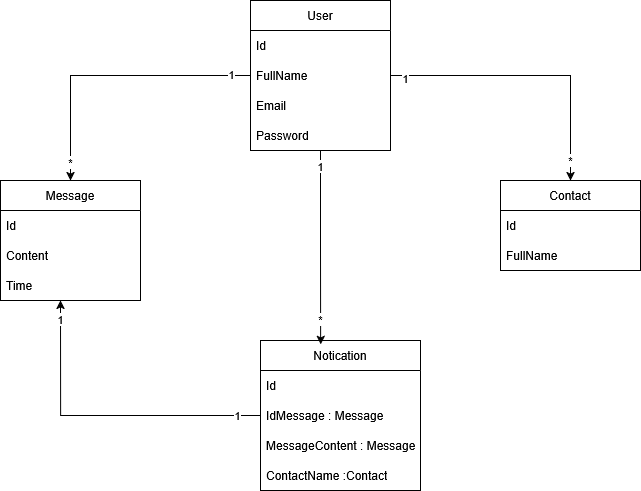 User
Id
FullName
Email
Password
1
1
1
*
*
Message
Id
Content
Time
Contact
Id
FullName
1
*
Notication
Id
1
IdMessage : Message
MessageContent : Message
ContactName :Contact